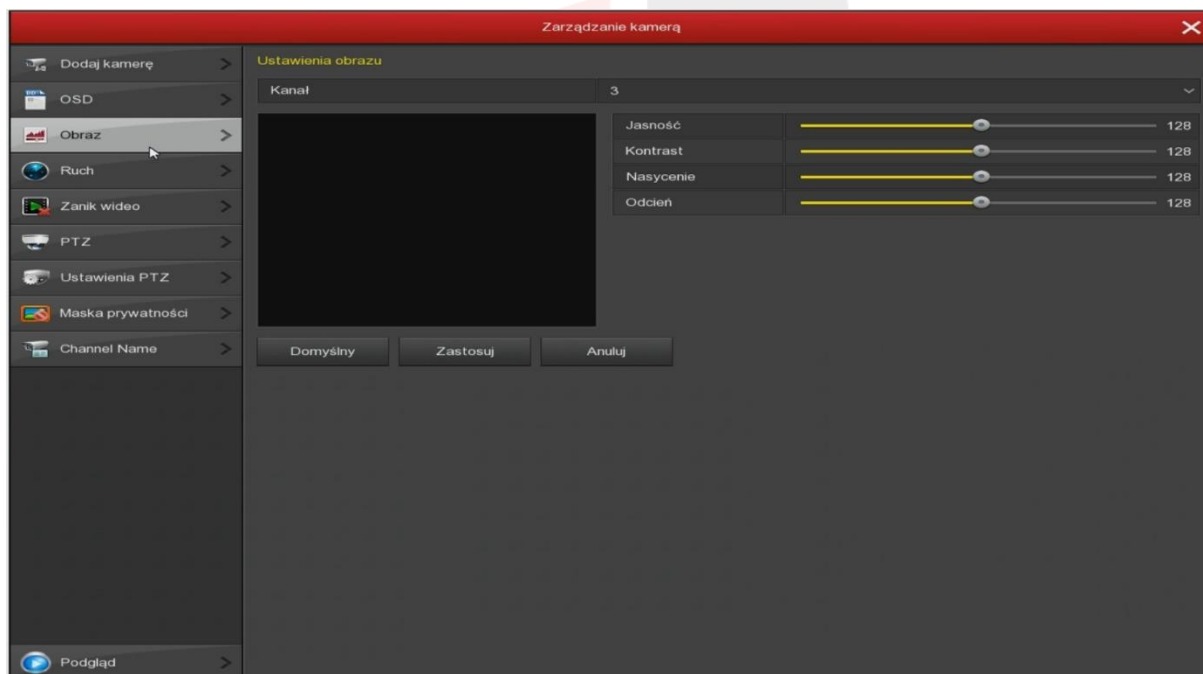 Zarządzanie kamerą
Dodaj kamerę
OSD
Obraz
Ruch
Zanik wideo
PTZ
Ustawienia PTZ
Maska prywatności
Channel Name
Podgląd
Ustawienia obrazu
Kanał 3
Jasność 128
Kontrast 128
Nasycenie 128
Odcień 128
Domyślny Zastosuj Anuluj